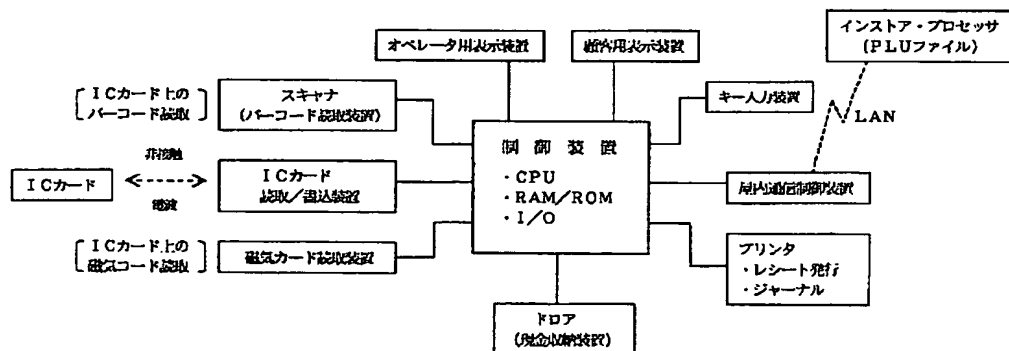 オペレータ用表示装置
顧客用表示装置
インストア・プロセッサ
(PLUファイル)
ICカード上の
バーコード読取
スキャナ
(バーコード読取装置)
キー入力装置
LAN
制御装置
・CPU
・RAM/ROM
・I/O
非接触
ICカード
電波
ICカード
読取/書込装置
屋内通信制御装置
ICカード上の
磁気コード読取
磁気カード読取装置
プリンタ
・レシート発行
・ジャーナル
ドロア
(現金収納装置)